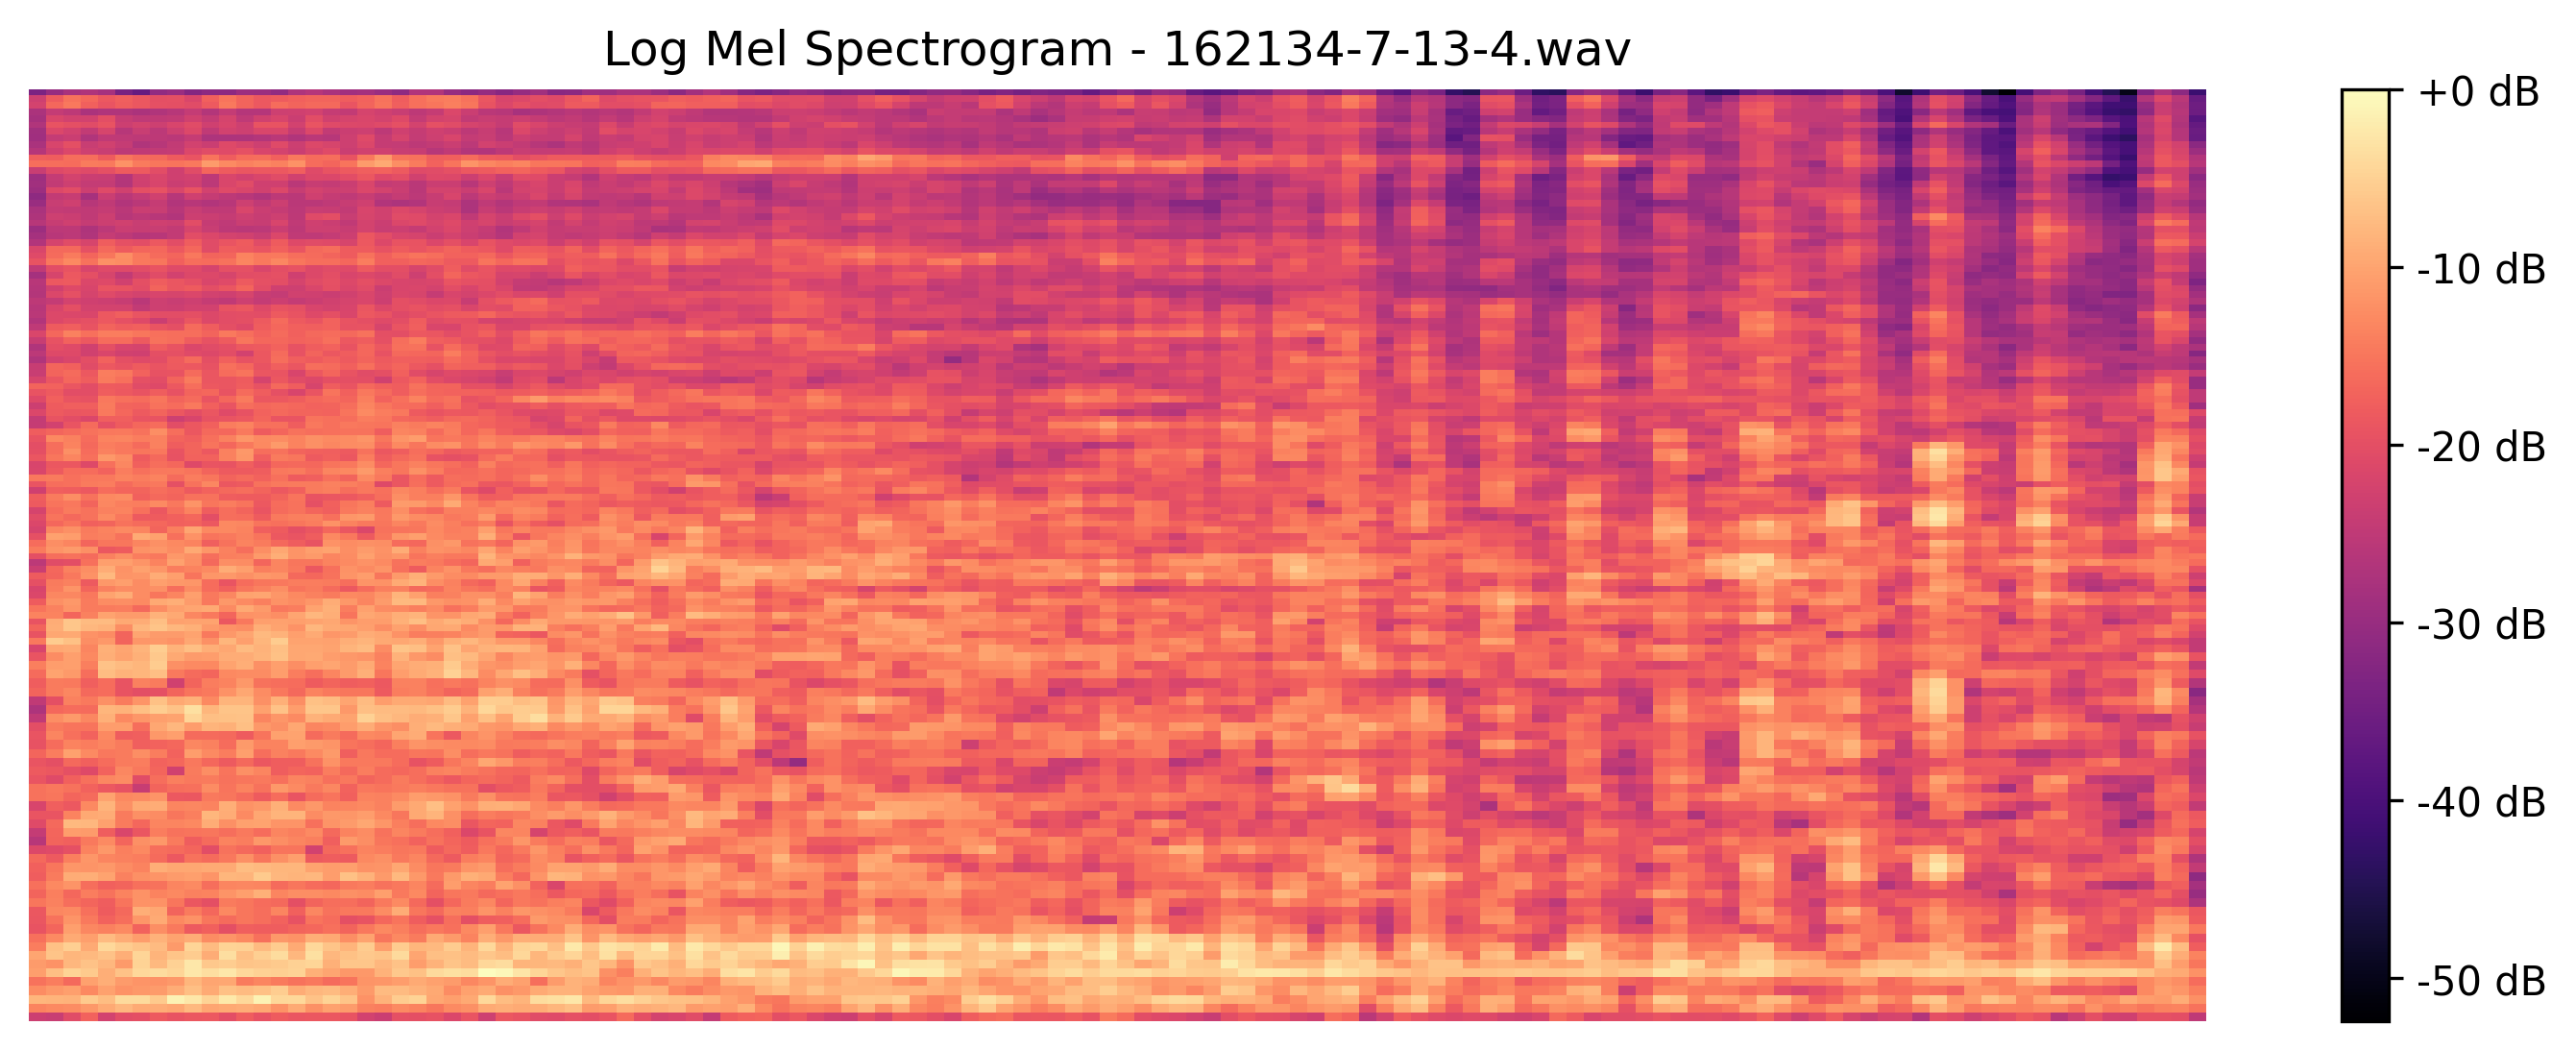 Log Mel Spectrogram - 162134-7-13-4.wav
+0 dB
-10 dB
-20 dB
-30 dB
-40 dB
-50 dB